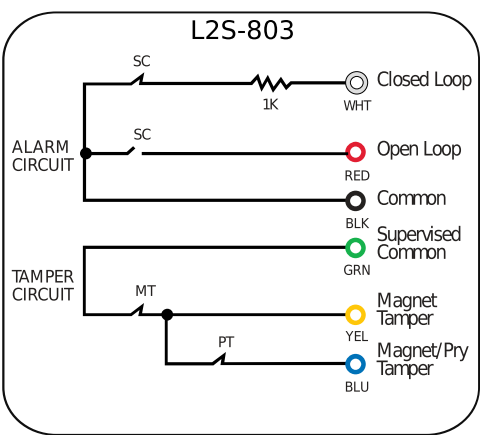 L2S-803
SC
Closed Loop
1K
WHT
SC
ALARM
CIRCUIT
Open Loop
RED
Common
BLK
Supervised
Common
GRN
TAMPER
CIRCUIT
MT
Magnet
Tamper
YEL
PT
Magnet/Pry
Tamper
BLU